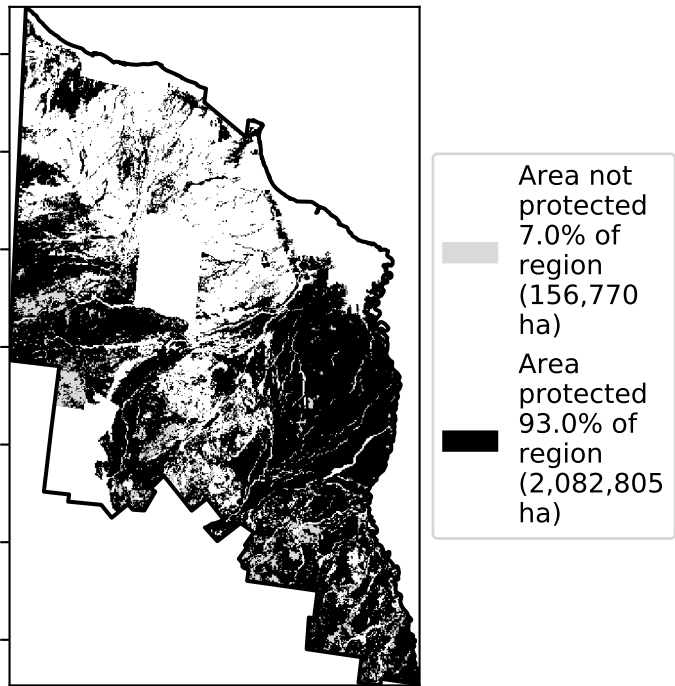 Area not
protected
7.0% of
region
(156,770
ha)
Area
protected
93.0% of
region
(2,082,805
ha)